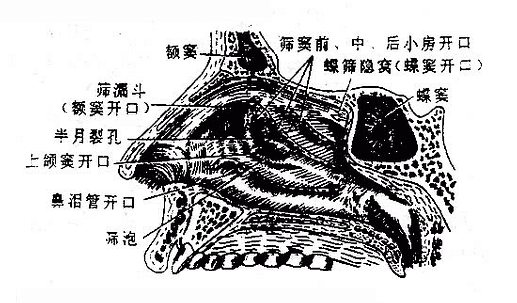 额窦
筛窦前、中、后小房开口
蝶筛隐窝(蝶窦开口)
筛漏斗
(额窦开口)
蝶窦
半月裂孔
上颌窦开口
鼻泪管开口
筛泡